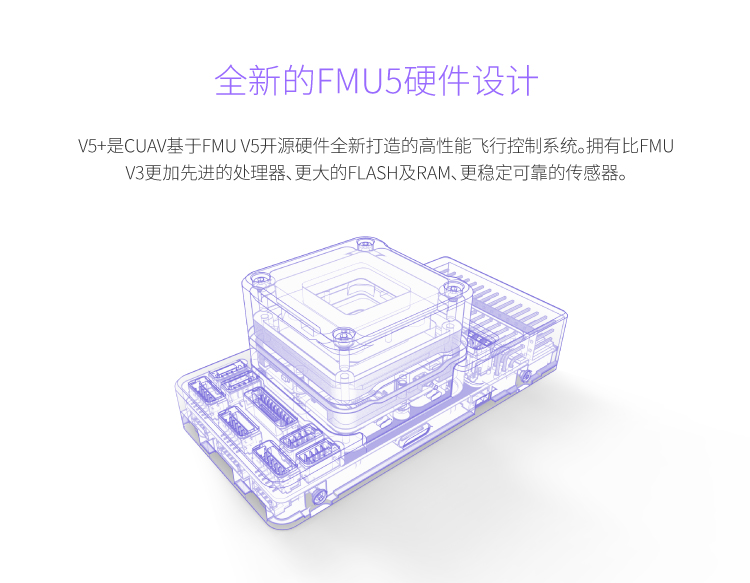 全新的FMU5硬件设计
V5+是CUAV基于FMU V5开源硬件全新打造的高性能飞行控制系统。拥有比FMU
V3更加先进的处理器、更大的FLASH及RAM、更稳定可靠的传感器。